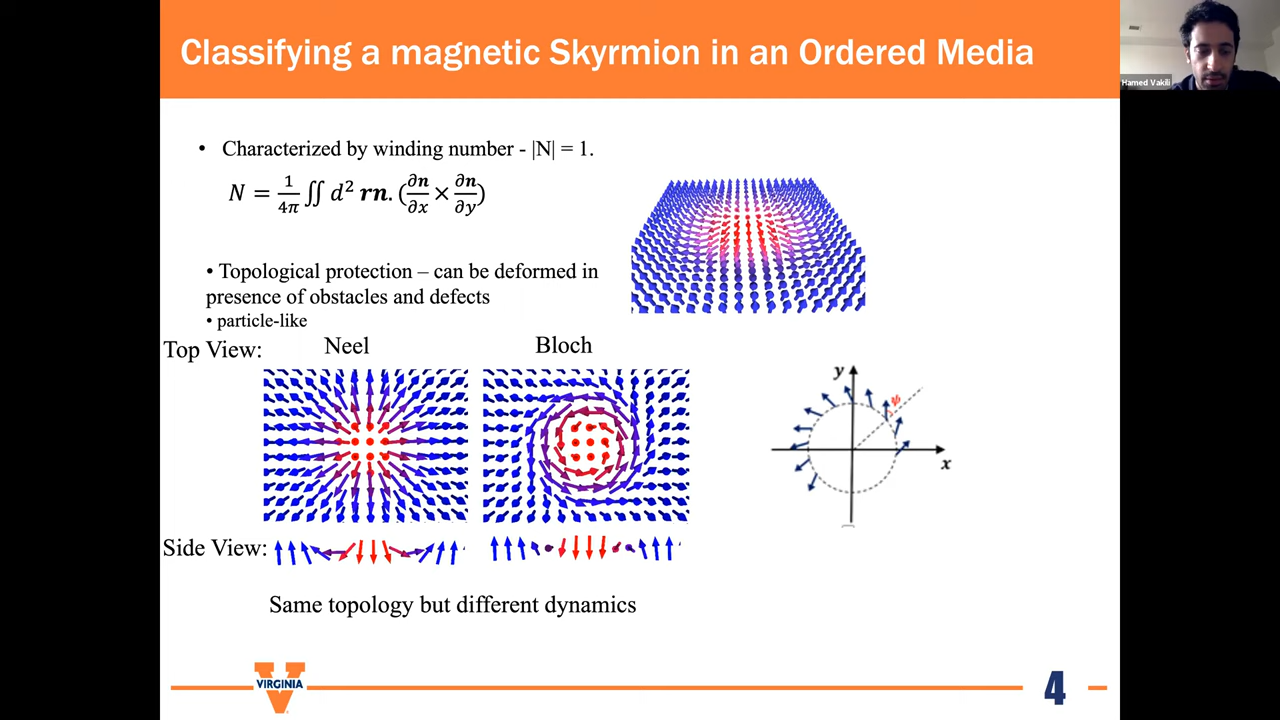 Classifying a magnetic Skyrmion in an Ordered Media
Hamed Vakili
• Characterized by winding number - |N| = 1.
N = 1/4π ∬ d² rn. (∂n/∂x × ∂n/∂y)
• Topological protection – can be deformed in
presence of obstacles and defects
• particle-like
Top View: Neel Bloch
y
ψ
x
Side View:
Same topology but different dynamics
VIRGINIA
4